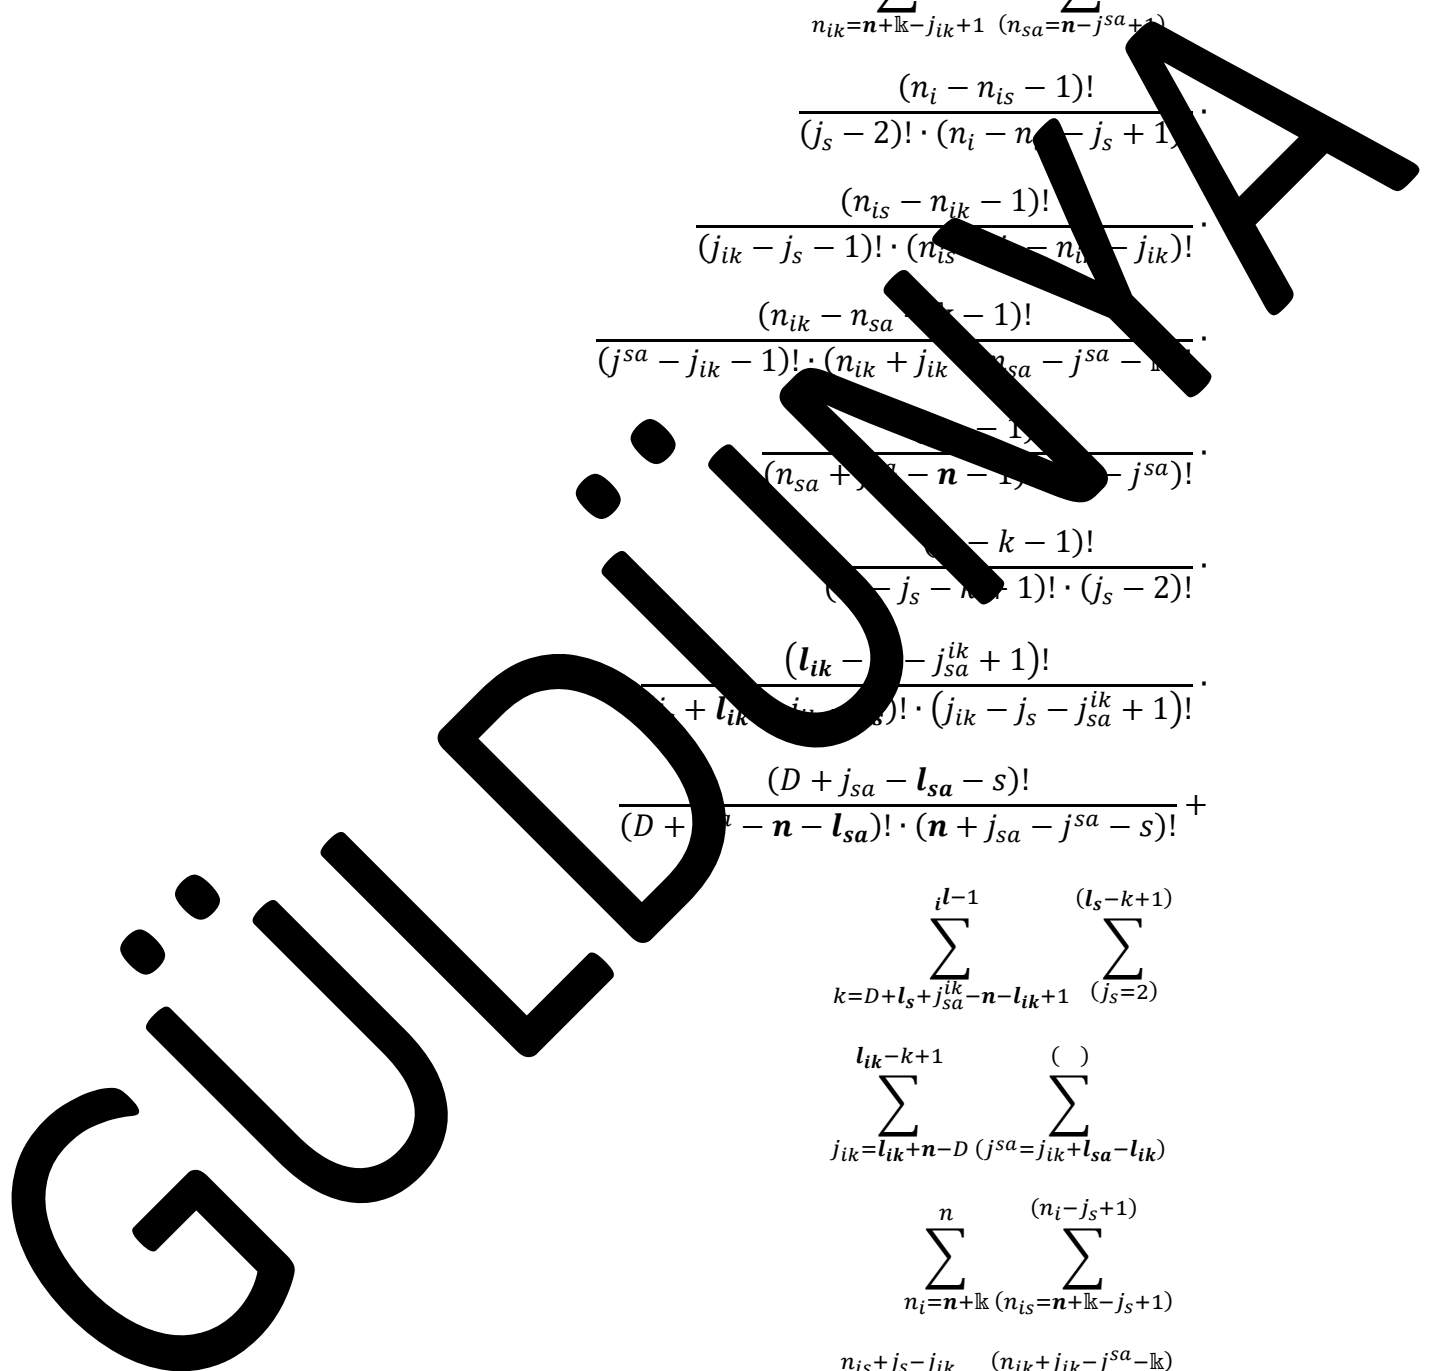 n_{ik}=n+𝕜−j_{ik}+1 (n_{sa}=n−j^{sa}+1)
(n_i − n_{is} − 1)!
(j_s − 2)! · (n_i − n − j_s + 1 ·
(n_{is} − n_{ik} − 1)!
(j_{ik} − j_s − 1)! · (n_{is} − n − j_{ik})! ·
(n_{ik} − n_{sa} − 1)!
(j^{sa} − j_{ik} − 1)! · (n_{ik} + j_{ik} n_{sa} − j^{sa} − ·
− 1)
(n_{sa} + − n − 1) − j^{sa})! ·
− k − 1)!
− j_s − + 1)! · (j_s − 2)! ·
(l_{ik} − − j_{sa}^{ik} + 1)!
+ l_{ik} )! · (j_{ik} − j_s − j_{sa}^{ik} + 1)! ·
(D + j_{sa} − l_{sa} − s)!
(D + − n − l_{sa})! · (n + j_{sa} − j^{sa} − s)! +
_il−1 (l_s−k+1)
∑ ∑
k=D+l_s+j_{sa}^{ik}−n−l_{ik}+1 (j_s=2)
l_{ik}−k+1 ( )
∑ ∑
j_{ik}=l_{ik}+n−D (j^{sa}=j_{ik}+l_{sa}−l_{ik})
n (n_i−j_s+1)
∑ ∑
n_i=n+𝕜 (n_{is}=n+𝕜−j_s+1)
n_{is}+j_s−j_{ik} (n_{ik}+j_{ik}−j^{sa}−𝕜)
GÜLDÜNYA